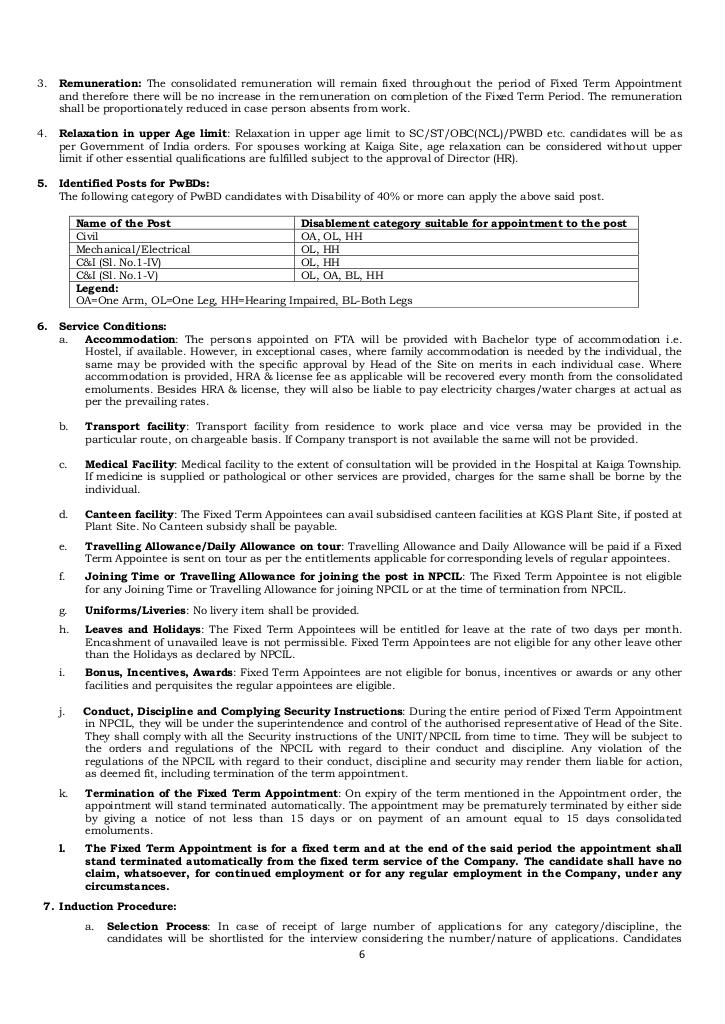 3. Remuneration: The consolidated remuneration will remain fixed throughout the period of Fixed Term Appointment
and therefore there will be no increase in the remuneration on completion of the Fixed Term Period. The remuneration
shall be proportionately reduced in case person absents from work.
4. Relaxation in upper Age limit: Relaxation in upper age limit to SC/ST/OBC(NCL)/PWBD etc. candidates will be as
per Government of India orders. For spouses working at Kaiga Site, age relaxation can be considered without upper
limit if other essential qualifications are fulfilled subject to the approval of Director (HR).
5. Identified Posts for PwBDs:
The following category of PwBD candidates with Disability of 40% or more can apply the above said post.
Name of the Post Disablement category suitable for appointment to the post
Civil OA, OL, HH
Mechanical/Electrical OL, HH
C&I (Sl. No.1-IV) OL, HH
C&I (Sl. No.1-V) OL, OA, BL, HH
Legend:
OA=One Arm, OL=One Leg, HH=Hearing Impaired, BL-Both Legs
6. Service Conditions:
a. Accommodation: The persons appointed on FTA will be provided with Bachelor type of accommodation i.e.
Hostel, if available. However, in exceptional cases, where family accommodation is needed by the individual, the
same may be provided with the specific approval by Head of the Site on merits in each individual case. Where
accommodation is provided, HRA & license fee as applicable will be recovered every month from the consolidated
emoluments. Besides HRA & license, they will also be liable to pay electricity charges/water charges at actual as
per the prevailing rates.
b. Transport facility: Transport facility from residence to work place and vice versa may be provided in the
particular route, on chargeable basis. If Company transport is not available the same will not be provided.
c. Medical Facility: Medical facility to the extent of consultation will be provided in the Hospital at Kaiga Township.
If medicine is supplied or pathological or other services are provided, charges for the same shall be borne by the
individual.
d. Canteen facility: The Fixed Term Appointees can avail subsidised canteen facilities at KGS Plant Site, if posted at
Plant Site. No Canteen subsidy shall be payable.
e. Travelling Allowance/Daily Allowance on tour: Travelling Allowance and Daily Allowance will be paid if a Fixed
Term Appointee is sent on tour as per the entitlements applicable for corresponding levels of regular appointees.
f. Joining Time or Travelling Allowance for joining the post in NPCIL: The Fixed Term Appointee is not eligible
for any Joining Time or Travelling Allowance for joining NPCIL or at the time of termination from NPCIL.
g. Uniforms/Liveries: No livery item shall be provided.
h. Leaves and Holidays: The Fixed Term Appointees will be entitled for leave at the rate of two days per month.
Encashment of unavailed leave is not permissible. Fixed Term Appointees are not eligible for any other leave other
than the Holidays as declared by NPCIL.
i. Bonus, Incentives, Awards: Fixed Term Appointees are not eligible for bonus, incentives or awards or any other
facilities and perquisites the regular appointees are eligible.
j. Conduct, Discipline and Complying Security Instructions: During the entire period of Fixed Term Appointment
in NPCIL, they will be under the superintendence and control of the authorised representative of Head of the Site.
They shall comply with all the Security instructions of the UNIT/NPCIL from time to time. They will be subject to
the orders and regulations of the NPCIL with regard to their conduct and discipline. Any violation of the
regulations of the NPCIL with regard to their conduct, discipline and security may render them liable for action,
as deemed fit, including termination of the term appointment.
k. Termination of the Fixed Term Appointment: On expiry of the term mentioned in the Appointment order, the
appointment will stand terminated automatically. The appointment may be prematurely terminated by either side
by giving a notice of not less than 15 days or on payment of an amount equal to 15 days consolidated
emoluments.
l. The Fixed Term Appointment is for a fixed term and at the end of the said period the appointment shall
stand terminated automatically from the fixed term service of the Company. The candidate shall have no
claim, whatsoever, for continued employment or for any regular employment in the Company, under any
circumstances.
7. Induction Procedure:
a. Selection Process: In case of receipt of large number of applications for any category/discipline, the
candidates will be shortlisted for the interview considering the number/nature of applications. Candidates
6